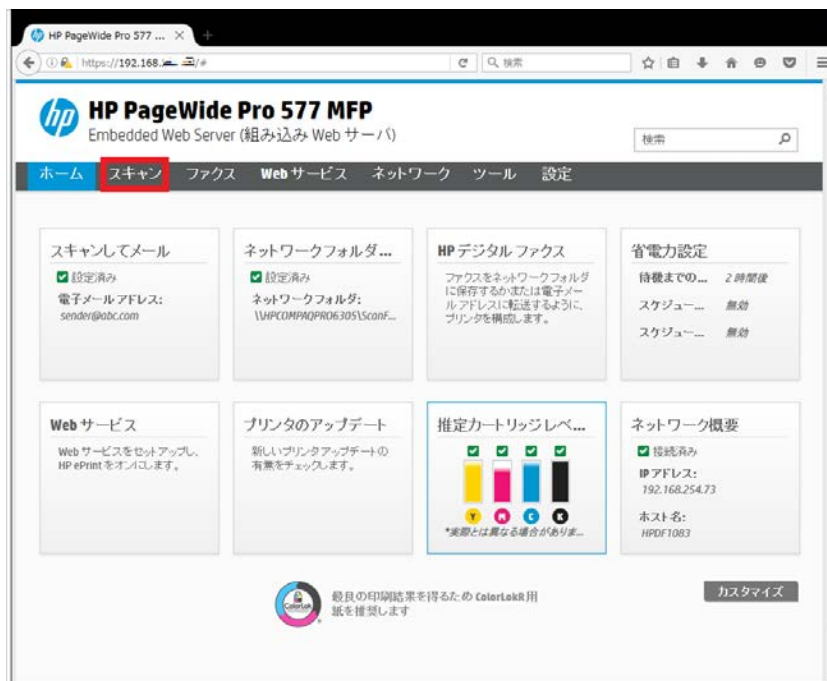 HP PageWide Pro 577 ...
https://192.168.
/#
検索
HP PageWide Pro 577 MFP
Embedded Web Server (組み込み Web サーバ)
検索
ホーム スキャン ファクス Web サービス ネットワーク ツール 設定
スキャンしてメール
設定済み
電子メール アドレス:
sender@abc.com
ネットワークフォルダ...
設定済み
ネットワークフォルダ:
\\HPCOMPAQPRO6305\ScanF...
HP デジタル ファクス
ファクスをネットワークフォルダ
に保存するかまたは電子メー
ル アドレスに転送するように、
プリンタを構成します。
省電力設定
待機までの... 2 時間後
スケジュー... 無効
スケジュー... 無効
Web サービス
Web サービスをセットアップし、
HP ePrint をオンにします。
プリンタのアップデート
新しいプリンタアップデートの
有無をチェックします。
推定カートリッジレベ...
Y M C K
*実際とは異なる場合がありま...
ネットワーク概要
接続済み
IP アドレス:
192.168.254.73
ホスト名:
HPDF1083
ColorLok
最良の印刷結果を得るため ColorLokR 用
紙を推奨します
カスタマイズ